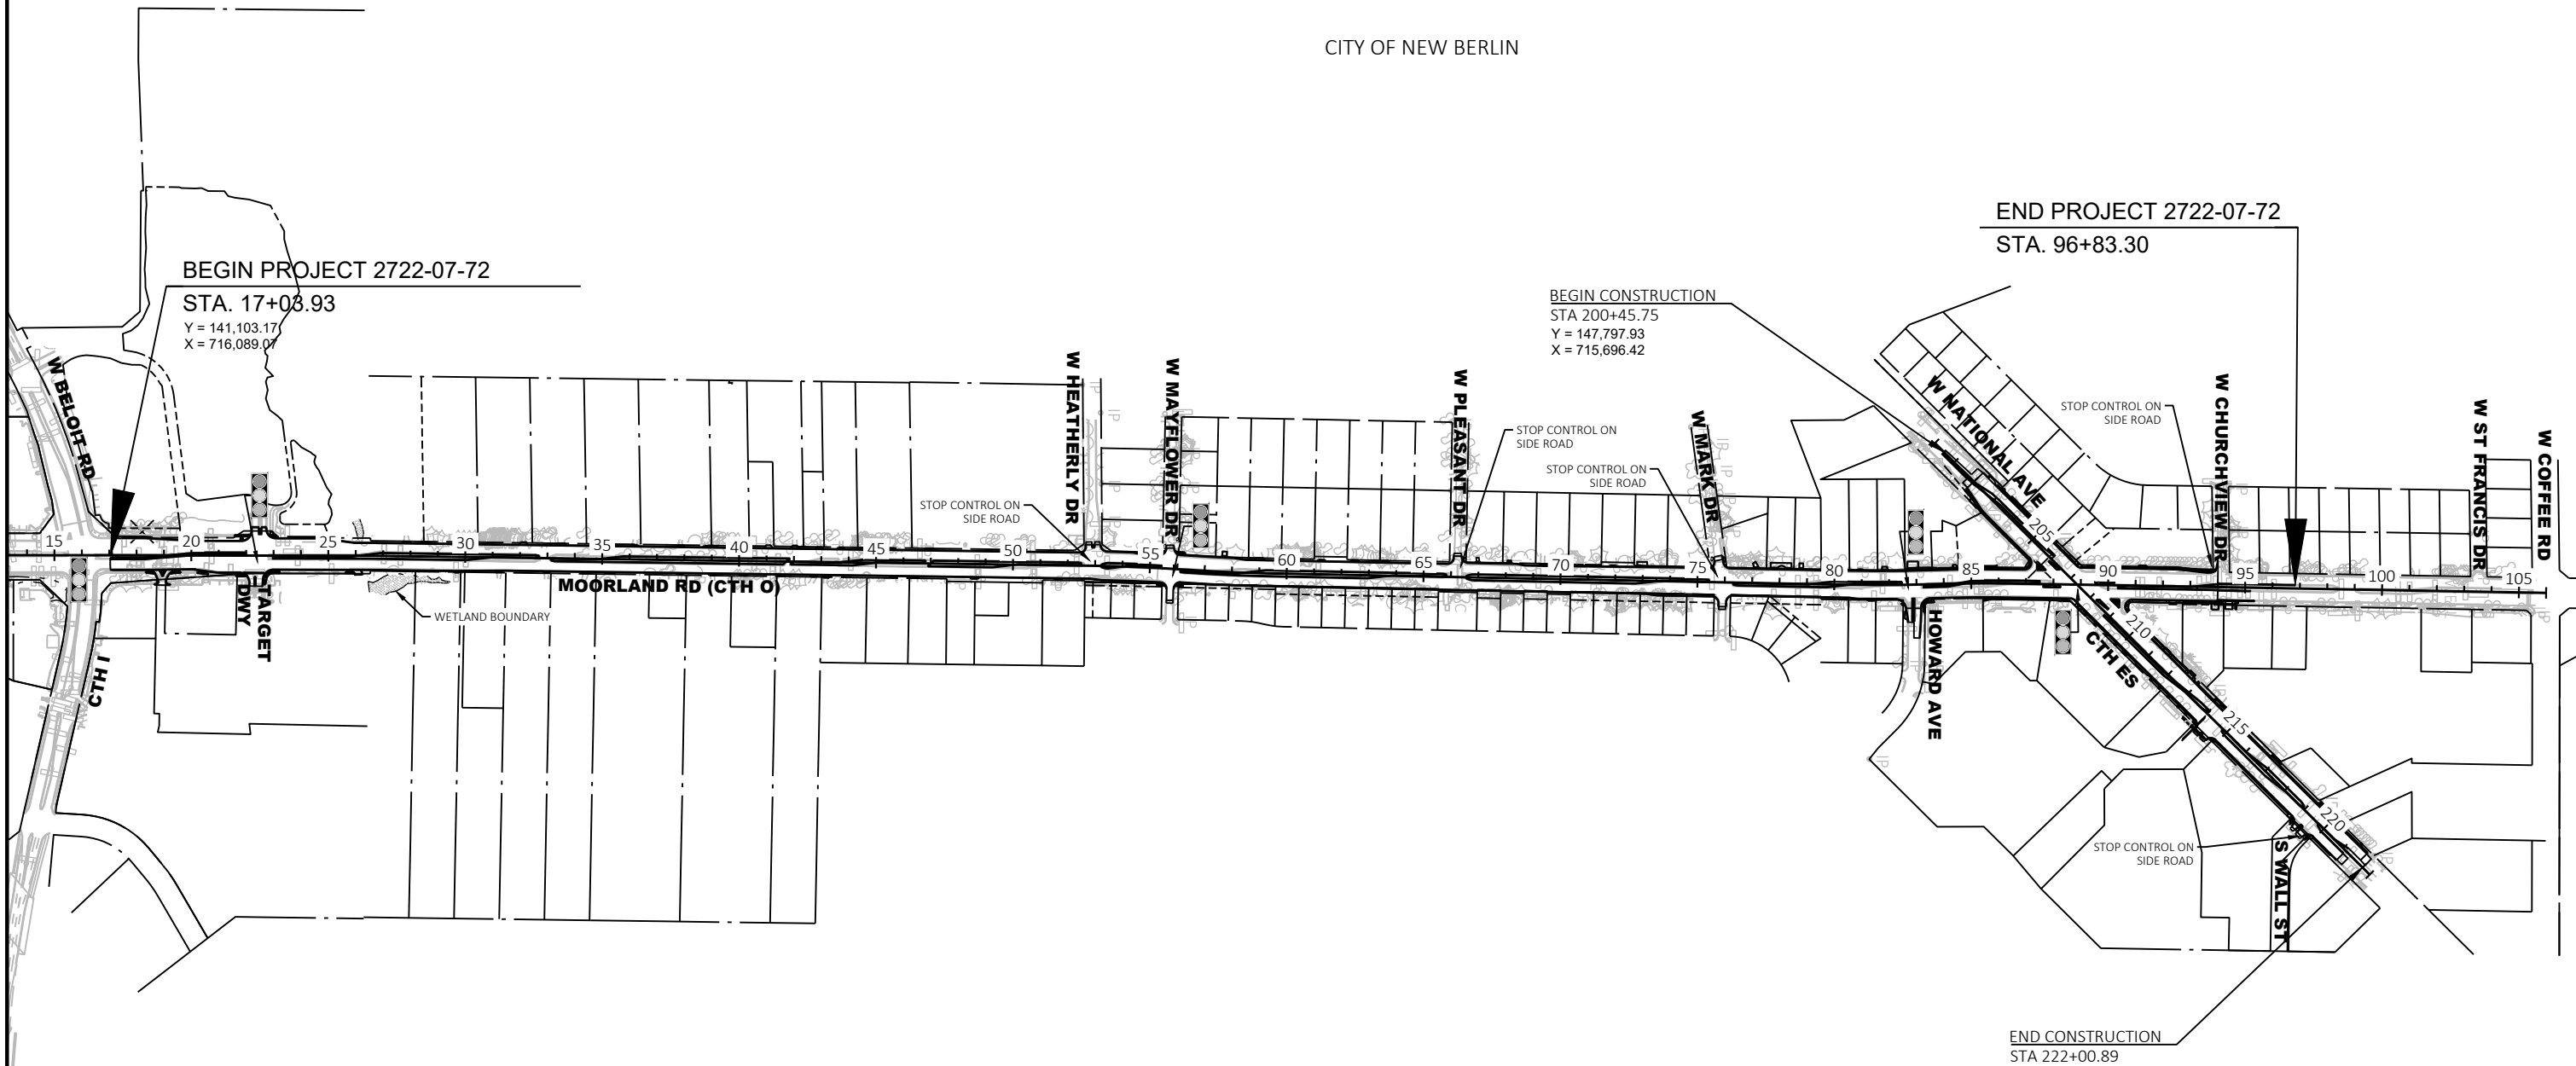 CITY OF NEW BERLIN
BEGIN PROJECT 2722-07-72
STA. 17+03.93
Y = 141,103.17
X = 716,089.07
END PROJECT 2722-07-72
STA. 96+83.30
BEGIN CONSTRUCTION
STA 200+45.75
Y = 147,797.93
X = 715,696.42
W BELOIT RD
CTH I
TARGET
DWY
WETLAND BOUNDARY
MOORLAND RD (CTH O)
STOP CONTROL ON
SIDE ROAD
W HEATHERLY DR
W MAYFLOWER DR
W PLEASANT DR
STOP CONTROL ON
SIDE ROAD
STOP CONTROL ON
SIDE ROAD
W MARK DR
HOWARD AVE
W NATIONAL AVE
CTH ES
STOP CONTROL ON
SIDE ROAD
W CHURCHVIEW DR
W ST FRANCIS DR
W COFFEE RD
15
20
25
30
35
40
45
50
55
60
65
70
75
80
85
90
95
100
105
205
210
215
220
STOP CONTROL ON
SIDE ROAD
S WALL ST
END CONSTRUCTION
STA 222+00.89